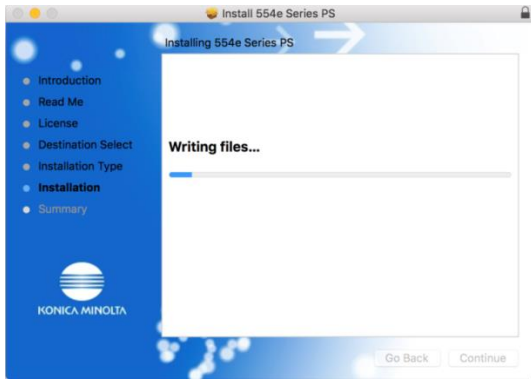 Install 554e Series PS
Installing 554e Series PS
Introduction
Read Me
License
Destination Select
Installation Type
Installation
Summary
Writing files...
KONICA MINOLTA
Go Back
Continue